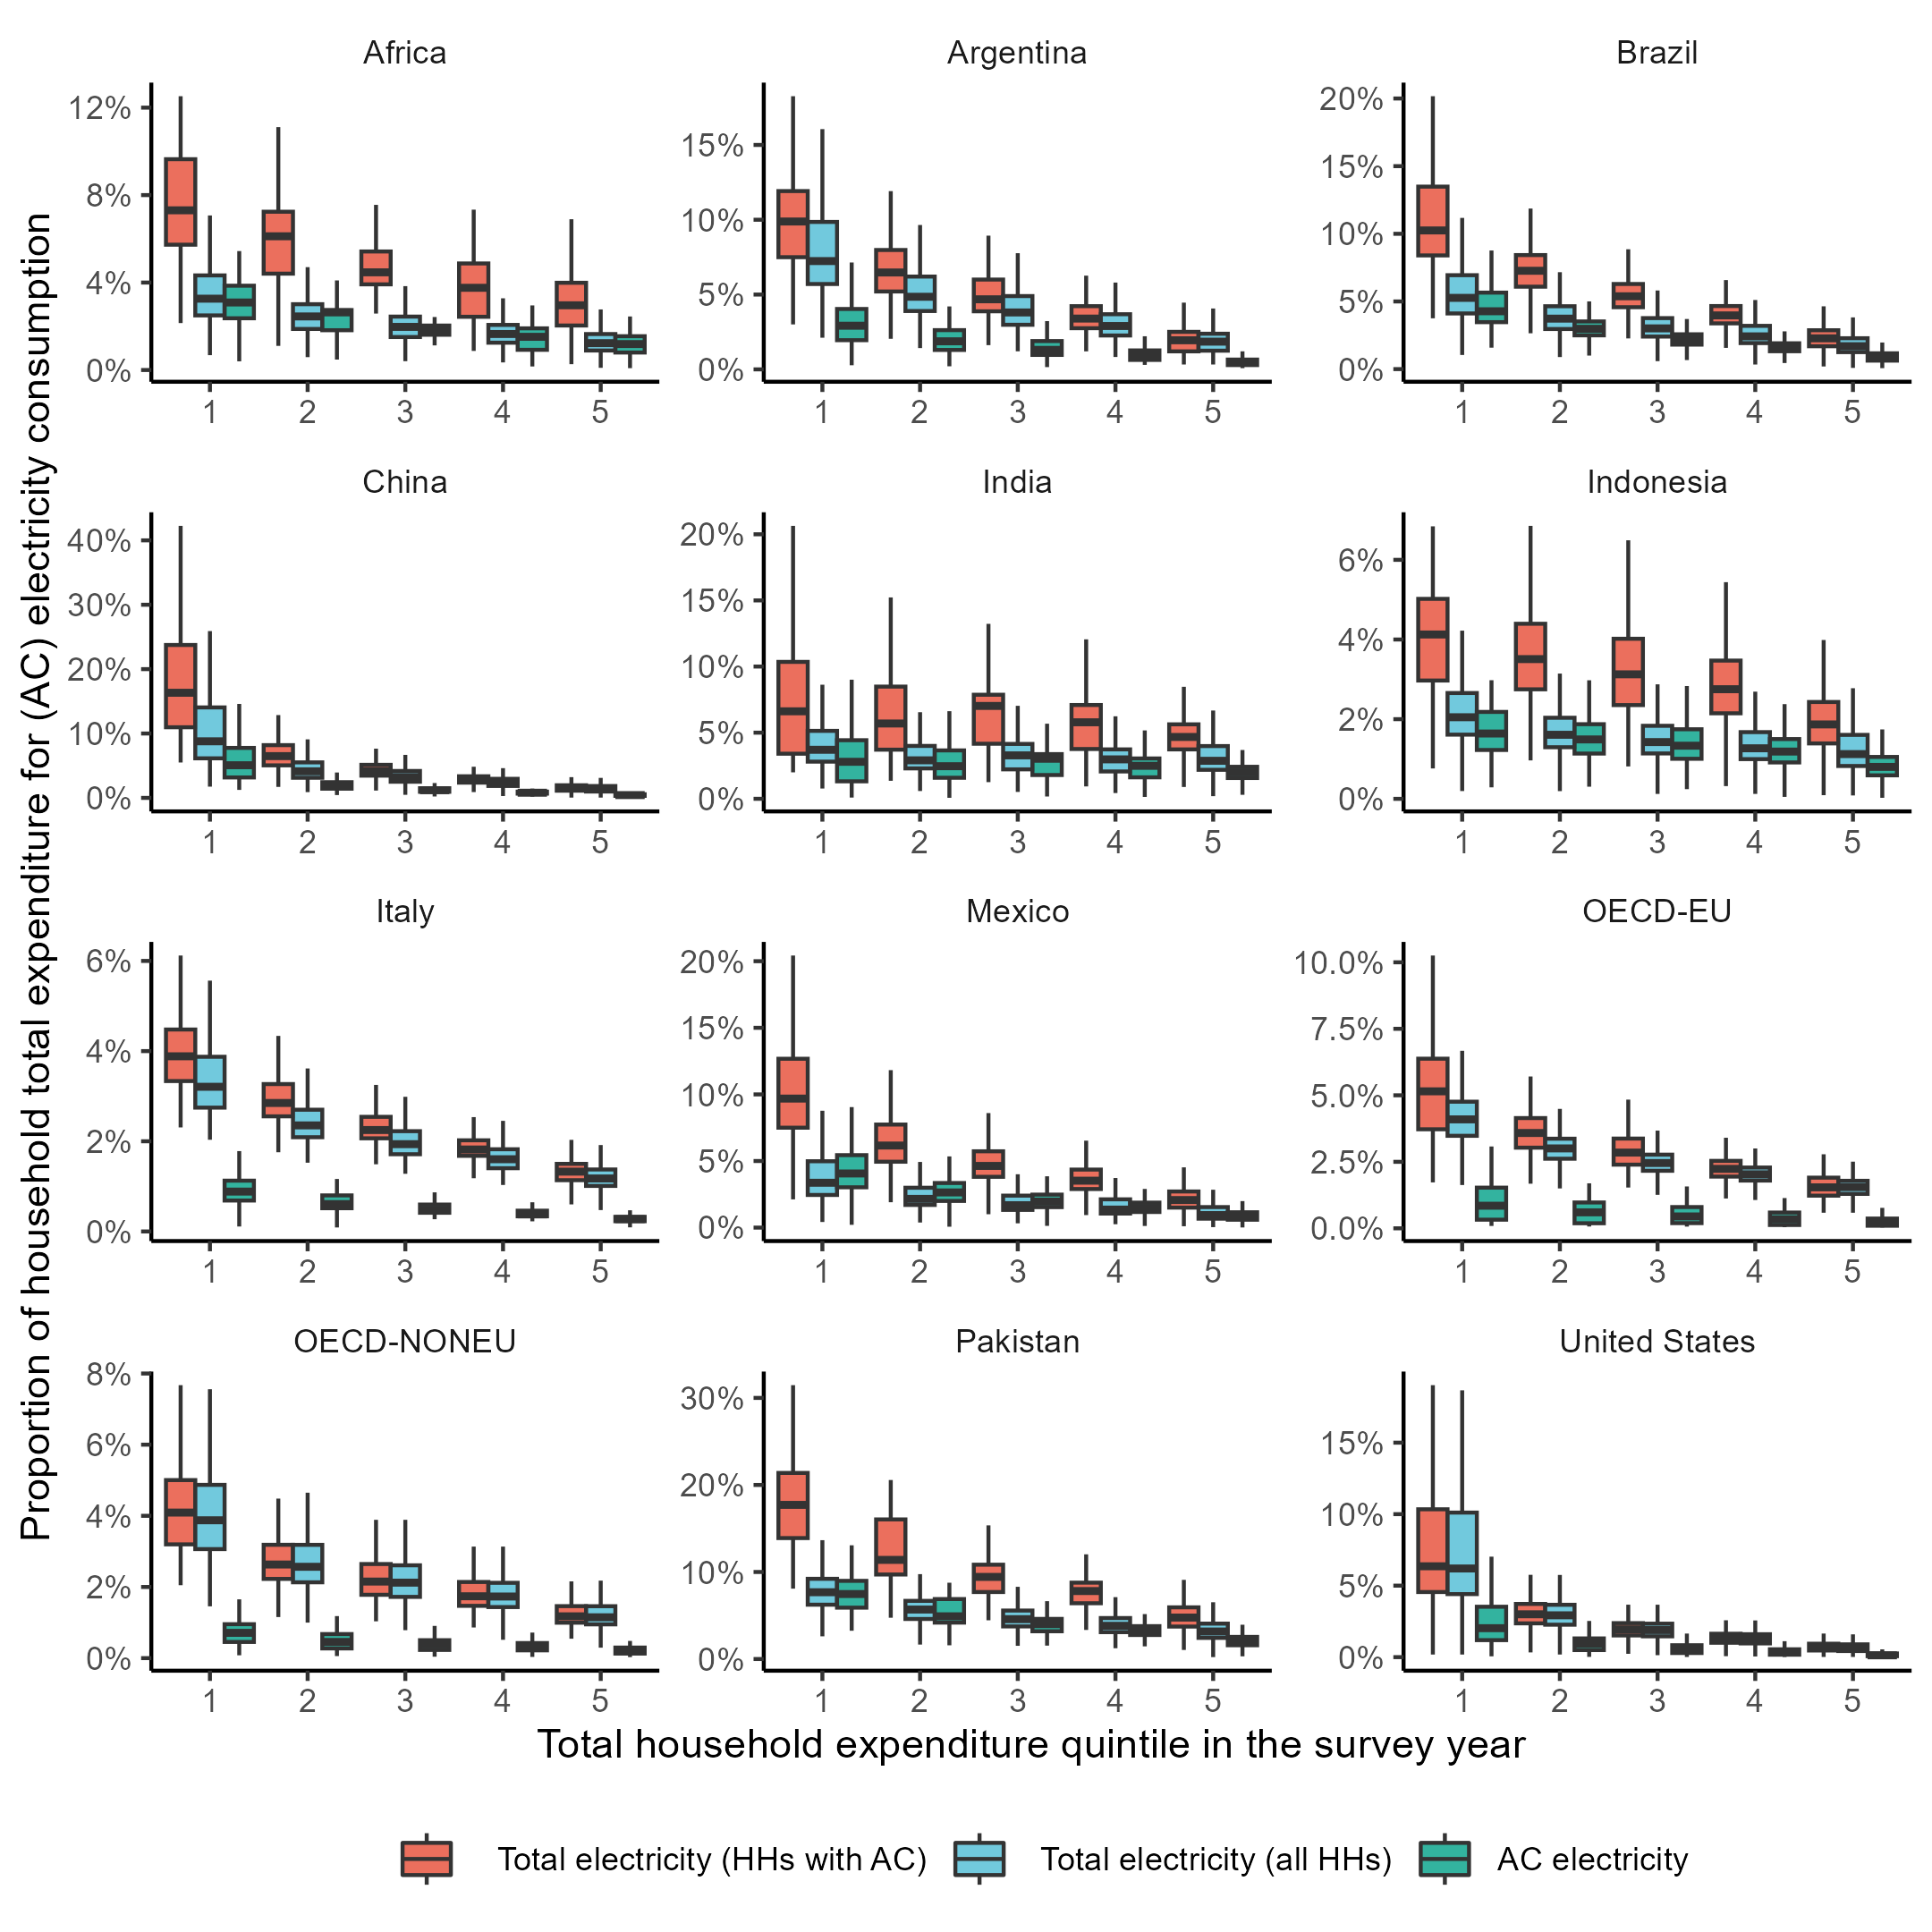 Africa
Argentina
Brazil
12%
8%
4%
0%
15%
10%
5%
0%
20%
15%
10%
5%
0%
1 2 3 4 5
1 2 3 4 5
1 2 3 4 5
China
India
Indonesia
40%
30%
20%
10%
0%
20%
15%
10%
5%
0%
6%
4%
2%
0%
1 2 3 4 5
1 2 3 4 5
1 2 3 4 5
Italy
Mexico
OECD-EU
6%
4%
2%
0%
20%
15%
10%
5%
0%
10.0%
7.5%
5.0%
2.5%
0.0%
1 2 3 4 5
1 2 3 4 5
1 2 3 4 5
OECD-NONEU
Pakistan
United States
8%
6%
4%
2%
0%
30%
20%
10%
0%
15%
10%
5%
0%
1 2 3 4 5
1 2 3 4 5
1 2 3 4 5
Proportion of household total expenditure for (AC) electricity consumption
Total household expenditure quintile in the survey year
Total electricity (HHs with AC) Total electricity (all HHs) AC electricity